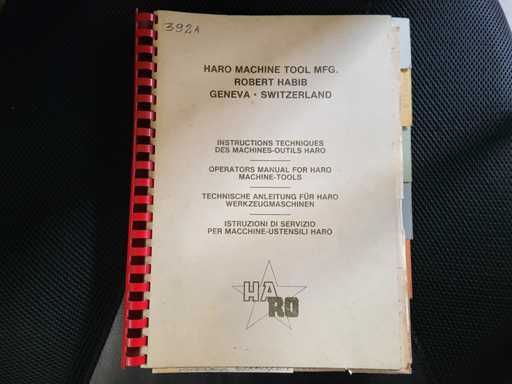 392A
HARO MACHINE TOOL MFG.
ROBERT HABIB
GENEVA • SWITZERLAND
INSTRUCTIONS TECHNIQUES
DES MACHINES-OUTILS HARO
OPERATORS MANUAL FOR HARO
MACHINE-TOOLS
TECHNISCHE ANLEITUNG FÜR HARO
WERKZEUGMASCHINEN
ISTRUZIONI DI SERVIZIO
PER MACCHINE-USTENSILI HARO
HA
RO